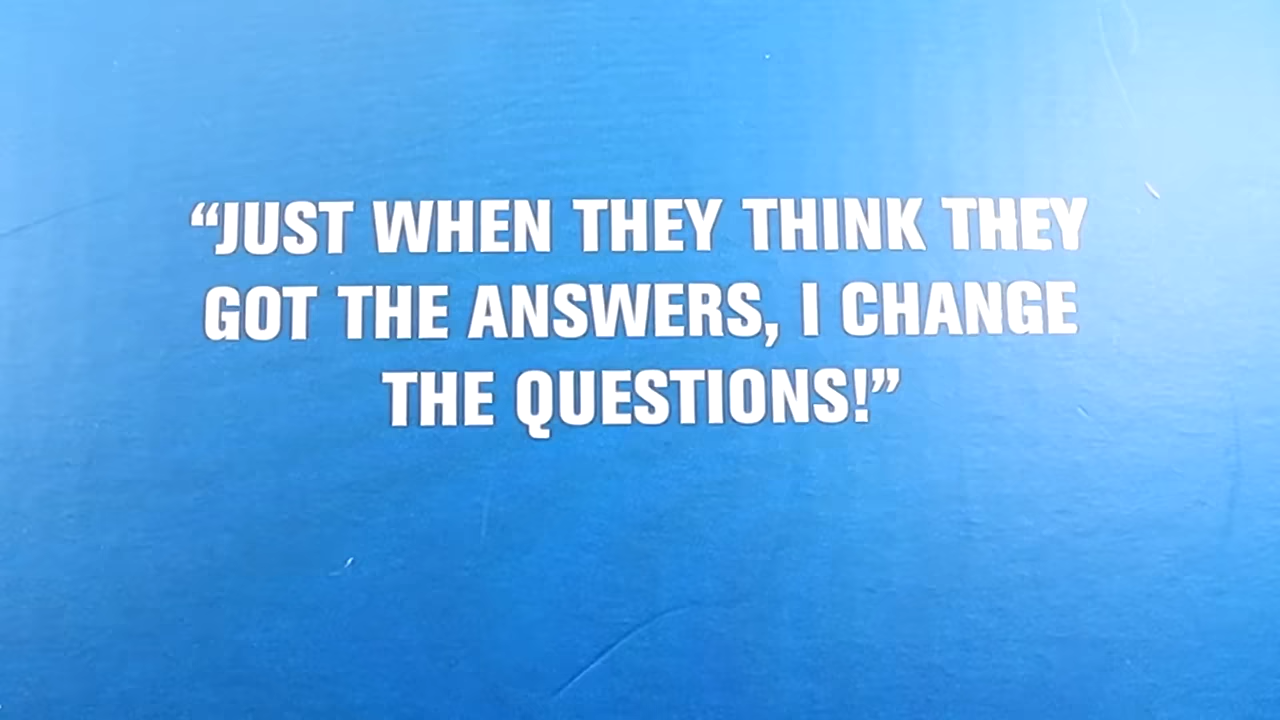 “JUST WHEN THEY THINK THEY
GOT THE ANSWERS, I CHANGE
THE QUESTIONS!”